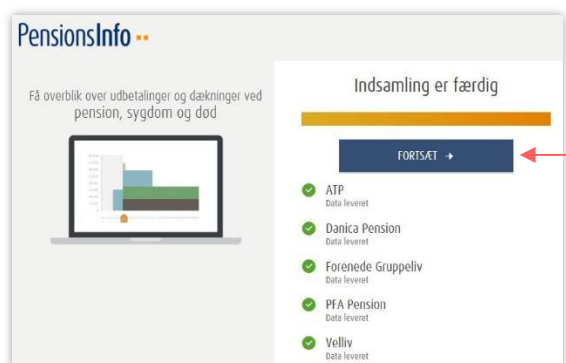 PensionsInfo
Få overblik over udbetalinger og dækninger ved
pension, sygdom og død
Indsamling er færdig
FORTSÆT →
ATP
Data leveret
Danica Pension
Data leveret
Forenede Gruppeliv
Data leveret
PFA Pension
Data leveret
Velliv
Data leveret